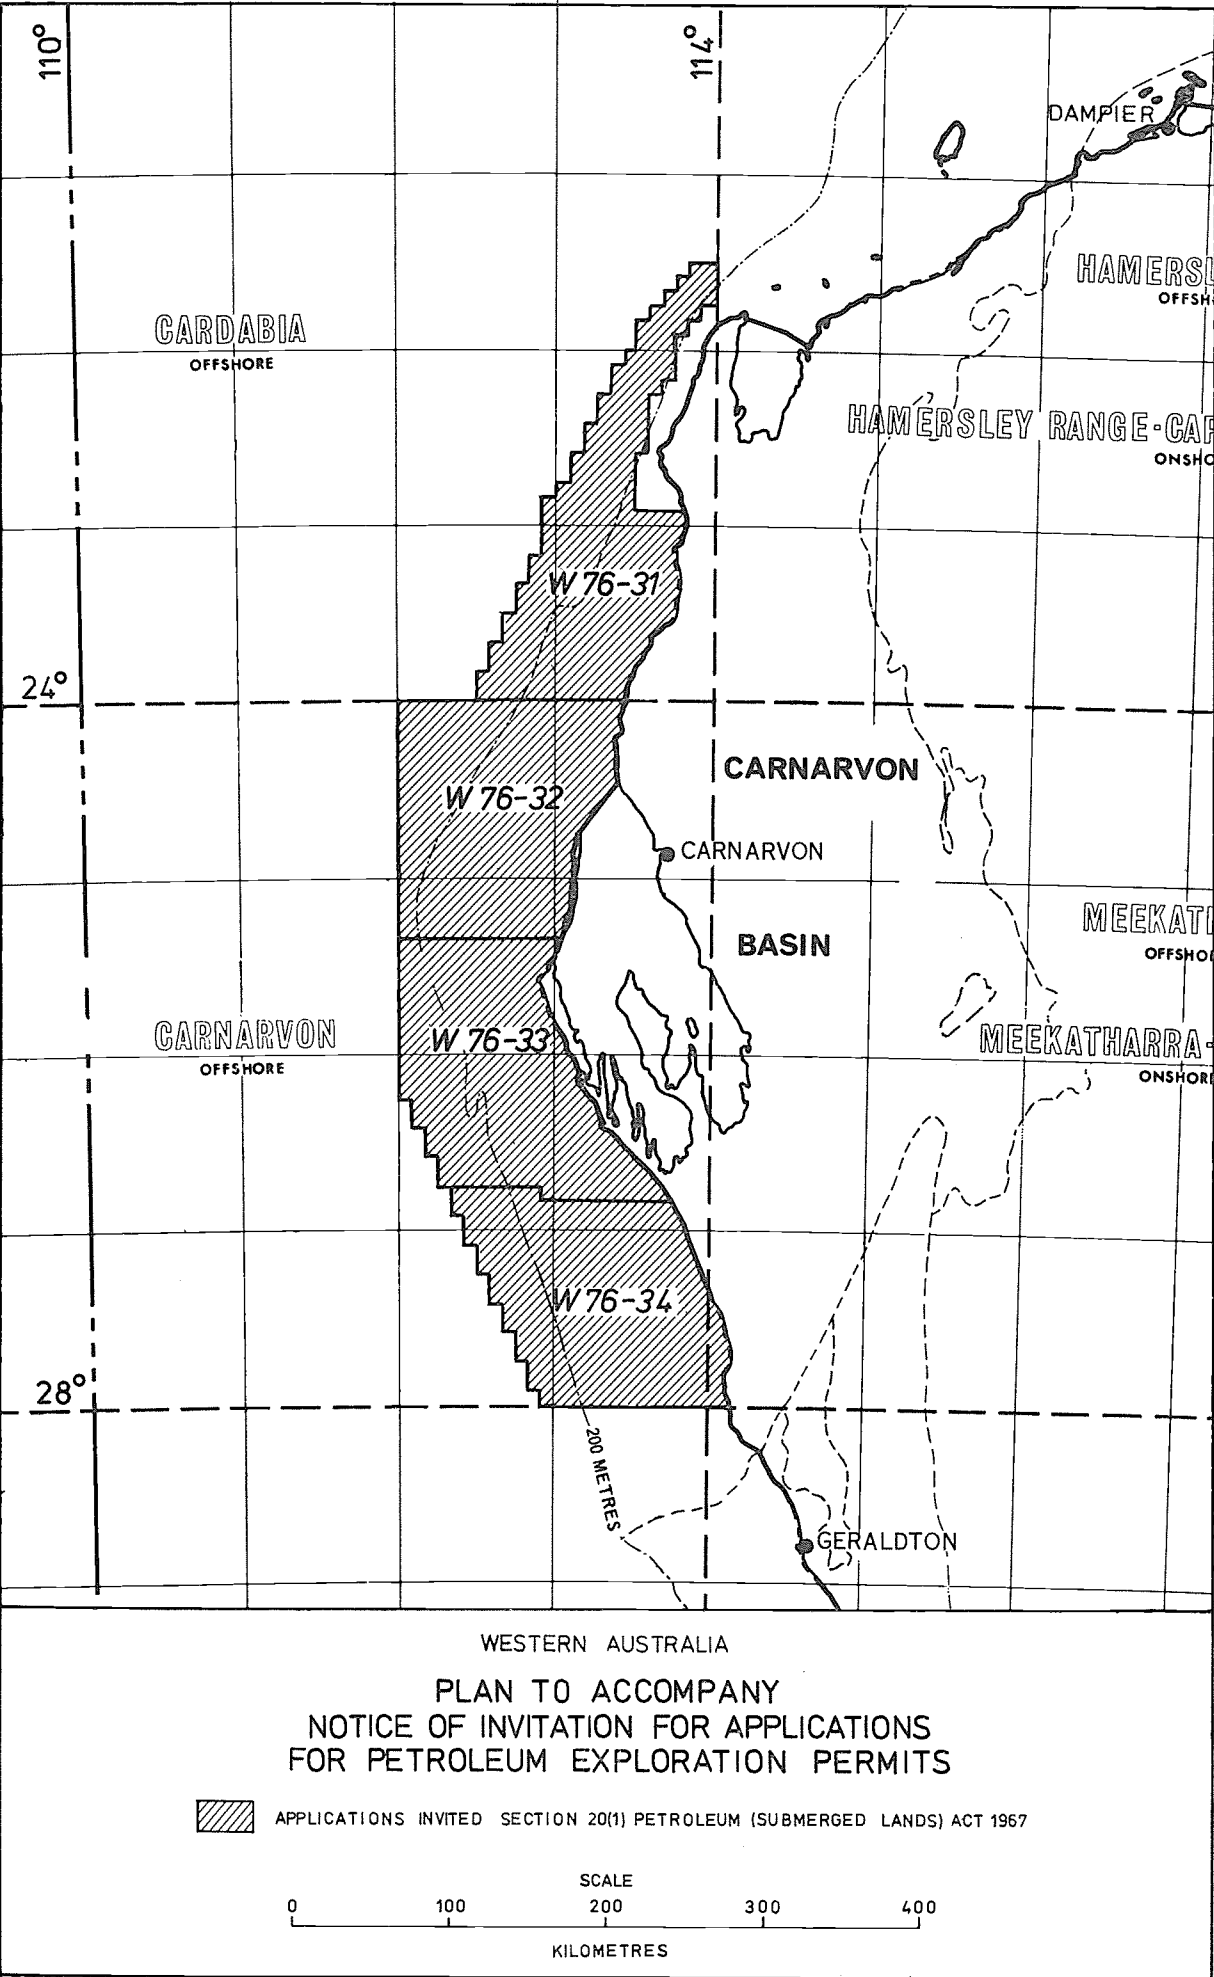 110°
114°
DAMPIER
CARDABIA
OFFSHORE
HAMERSL
OFFSH
HAMERSLEY RANGE-CAP
ONSHO
W 76-31
24°
W 76-32
CARNARVON
CARNARVON
BASIN
MEEKAT
OFFSHO
CARNARVON
OFFSHORE
W 76-33
MEEKATHARRA-
ONSHOR
W 76-34
28°
200 METRES
GERALDTON
WESTERN AUSTRALIA
PLAN TO ACCOMPANY
NOTICE OF INVITATION FOR APPLICATIONS
FOR PETROLEUM EXPLORATION PERMITS
APPLICATIONS INVITED SECTION 20(1) PETROLEUM (SUBMERGED LANDS) ACT 1967
SCALE
0 100 200 300 400
KILOMETRES